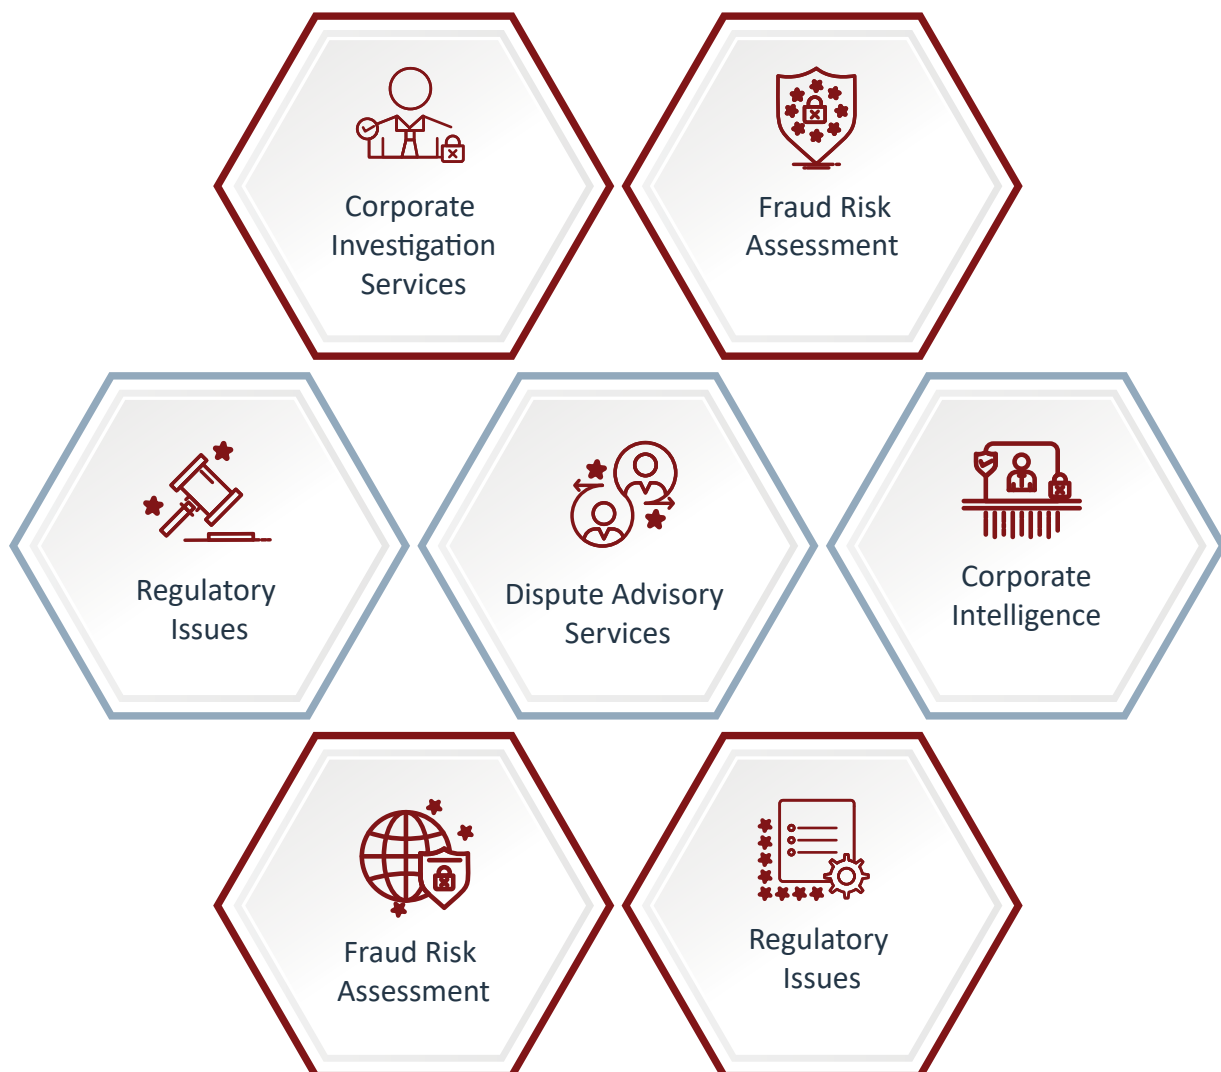 Corporate
Investigation
Services
Fraud Risk
Assessment
Regulatory
Issues
Dispute Advisory
Services
Corporate
Intelligence
Fraud Risk
Assessment
Regulatory
Issues